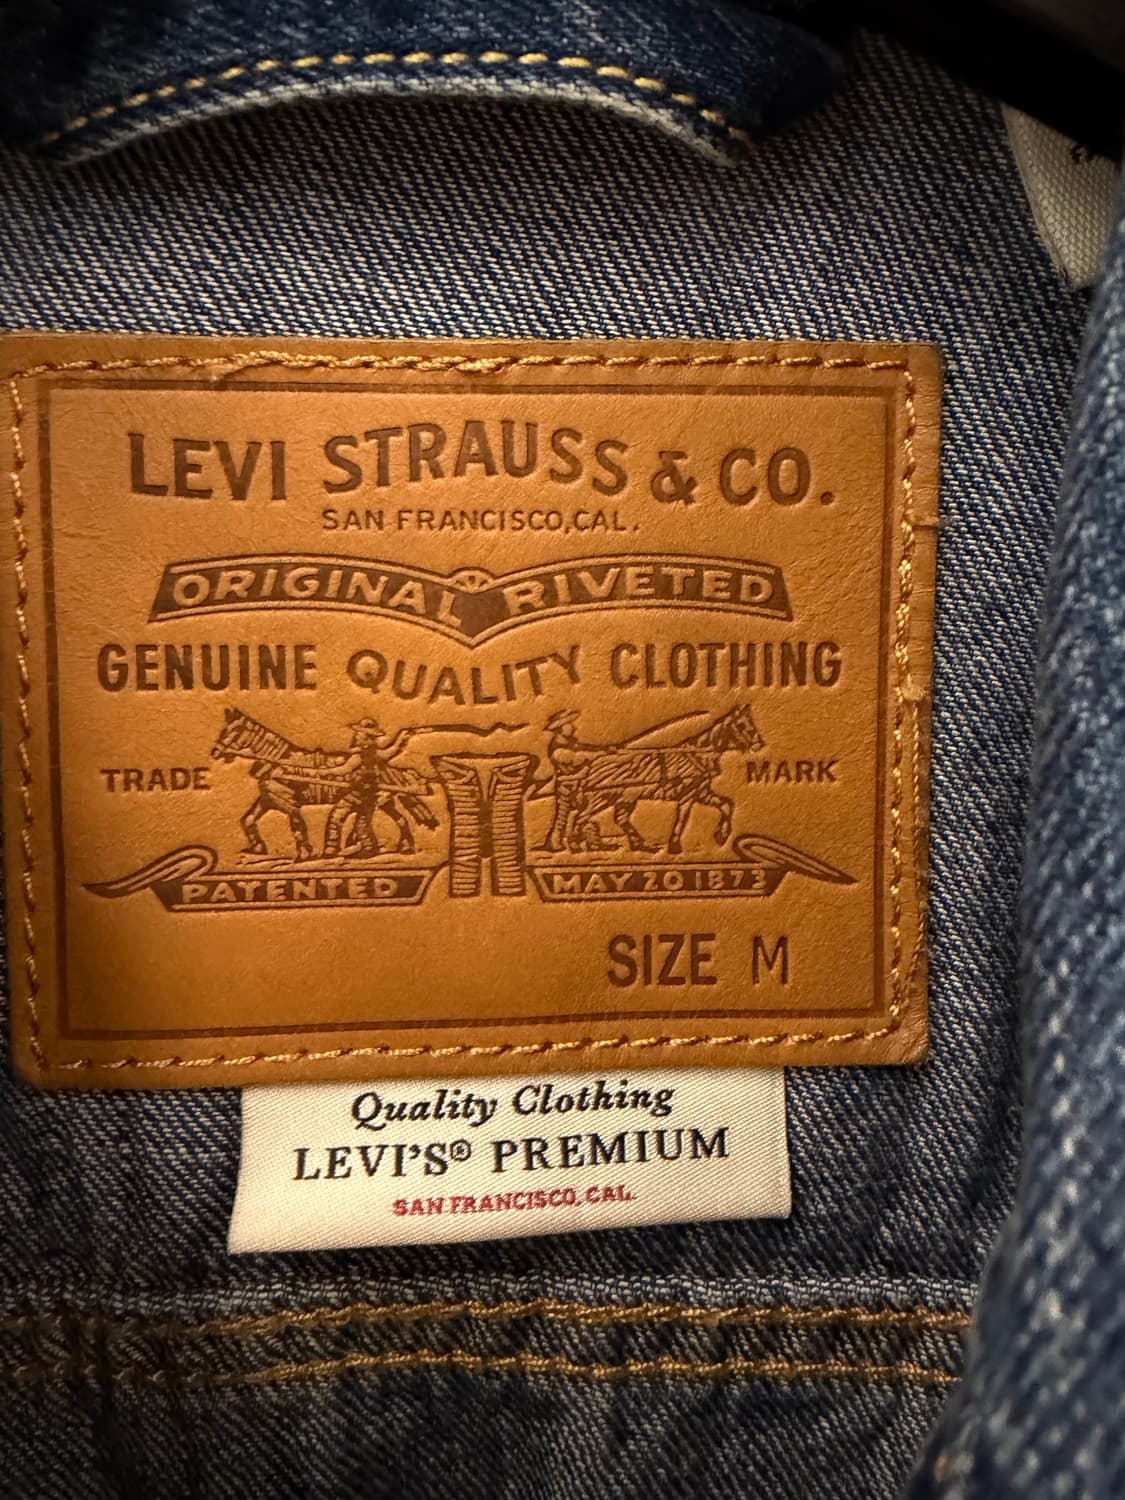 LEVI STRAUSS & CO.
SAN FRANCISCO, CAL.
ORIGINAL RIVETED
GENUINE QUALITY CLOTHING
TRADE MARK
PATENTED MAY 20 1873
SIZE M
Quality Clothing
LEVI'S® PREMIUM
SAN FRANCISCO, CAL.